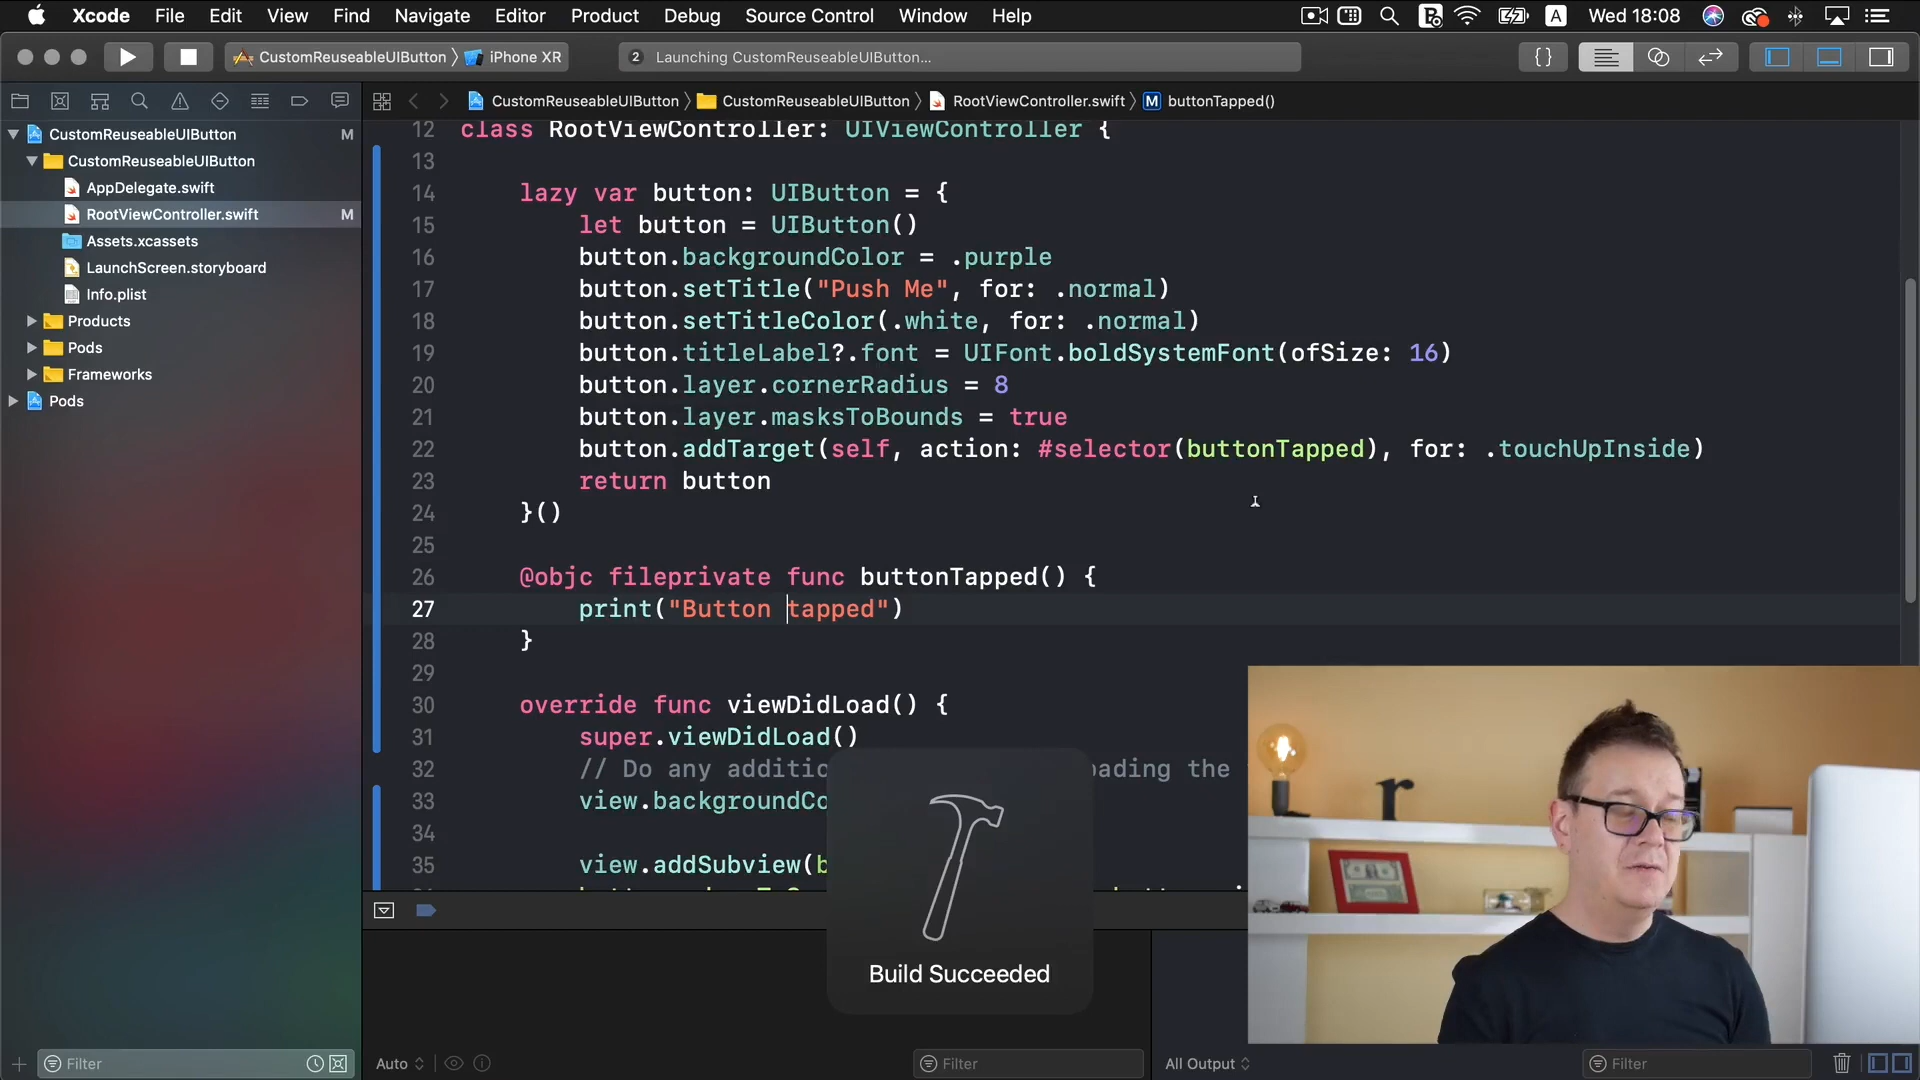 Xcode File Edit View Find Navigate Editor Product Debug Source Control Window Help A Wed 18:08
CustomReuseableUIButton iPhone XR 2 Launching CustomReuseableUIButton... {}
CustomReuseableUIButton CustomReuseableUIButton RootViewController.swift M buttonTapped()
CustomReuseableUIButton M
CustomReuseableUIButton
AppDelegate.swift
RootViewController.swift M
Assets.xcassets
LaunchScreen.storyboard
Info.plist
Products
Pods
Frameworks
Pods
12 class RootViewController: UIViewController {
13
14 lazy var button: UIButton = {
15 let button = UIButton()
16 button.backgroundColor = .purple
17 button.setTitle("Push Me", for: .normal)
18 button.setTitleColor(.white, for: .normal)
19 button.titleLabel?.font = UIFont.boldSystemFont(ofSize: 16)
20 button.layer.cornerRadius = 8
21 button.layer.masksToBounds = true
22 button.addTarget(self, action: #selector(buttonTapped), for: .touchUpInside)
23 return button
24 }()
25
26 @objc fileprivate func buttonTapped() {
27 print("Button tapped")
28 }
29
30 override func viewDidLoad() {
31 super.viewDidLoad()
32 // Do any additio oading the
33 view.backgroundCo
34
35 view.addSubview(b
Build Succeeded
Filter
Auto
Filter
All Output
Filter